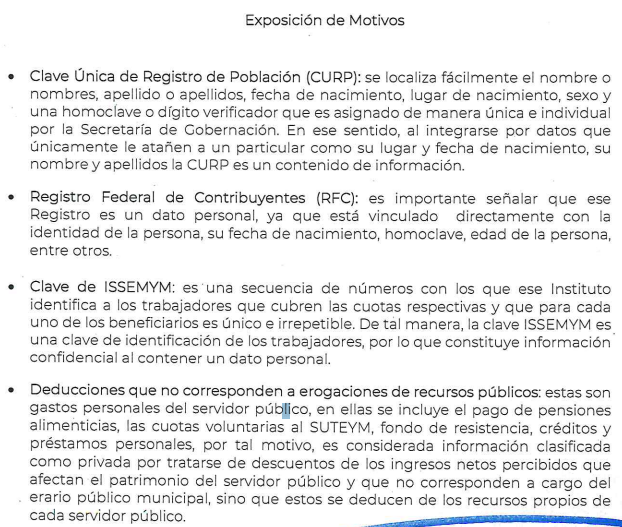 Exposición de Motivos
• Clave Única de Registro de Población (CURP): se localiza fácilmente el nombre o
nombres, apellido o apellidos, fecha de nacimiento, lugar de nacimiento, sexo y
una homoclave o dígito verificador que es asignado de manera única e individual
por la Secretaría de Gobernación. En ese sentido, al integrarse por datos que
únicamente le atañen a un particular como su lugar y fecha de nacimiento, su
nombre y apellidos la CURP es un contenido de información.
• Registro Federal de Contribuyentes (RFC): es importante señalar que ese
Registro es un dato personal, ya que está vinculado directamente con la
identidad de la persona, su fecha de nacimiento, homoclave, edad de la persona,
entre otros.
• Clave de ISSEMYM: es una secuencia de números con los que ese Instituto
identifica a los trabajadores que cubren las cuotas respectivas y que para cada
uno de los beneficiarios es único e irrepetible. De tal manera, la clave ISSEMYM es
una clave de identificación de los trabajadores, por lo que constituye información
confidencial al contener un dato personal.
• Deducciones que no corresponden a erogaciones de recursos públicos: estas son
gastos personales del servidor público, en ellas se incluye el pago de pensiones
alimenticias, las cuotas voluntarias al SUTEYM, fondo de resistencia, créditos y
préstamos personales, por tal motivo, es considerada información clasificada
como privada por tratarse de descuentos de los ingresos netos percibidos que
afectan el patrimonio del servidor público y que no corresponden a cargo del
erario público municipal, sino que estos se deducen de los recursos propios de
cada servidor público.